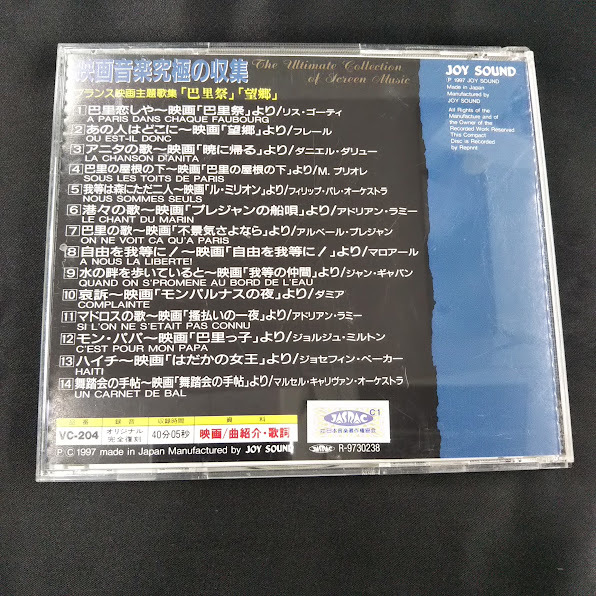 映画音楽究極の収集
The Ultimate Collection
of Screen Music
フランス映画主題歌集「巴里祭」「望郷」
1 巴里恋しや〜映画「巴里祭」より/リス・ゴーティ
A PARIS DANS CHAQUE FAUBOURG
2 あの人はどこに〜映画「望郷」より/フレール
OU EST-IL DONC
3 アニタの歌〜映画「暁に帰る」より/ダニエル・ダリュー
LA CHANSON D'ANITA
4 巴里の屋根の下〜映画「巴里の屋根の下」より/M. プリオレ
SOUS LES TOITS DE PARIS
5 我等は森にただ二人〜映画「ル・ミリオン」より/フィリップ・パレ・オーケストラ
NOUS SOMMES SEULS
6 港々の歌〜映画「プレジャンの船唄」より/アドリアン・ラミー
LE CHANT DU MARIN
7 巴里の歌〜映画「不景気さよなら」より/アルベール・プレジャン
ON NE VOIT CA QU'A PARIS
8 自由を我等に!〜映画「自由を我等に!」より/マロアール
A NOUS LA LIBERTE!
9 水の畔を歩いていると〜映画「我等の仲間」より/ジャン・ギャバン
QUAND ON S'PROMENE AU BORD DE L'EAU
10 哀訴〜映画「モンパルナスの夜」より/ダミア
COMPLAINTE
11 マドロスの歌〜映画「掻払いの一夜」より/アドリアン・ラミー
SI L'ON NE S'ETAIT PAS CONNU
12 モン・パパ〜映画「巴里っ子」より/ジョルジュ・ミルトン
C'EST POUR MON PAPA
13 ハイチ〜映画「はだかの女王」より/ジョセフィン・ベーカー
HAITI
14 舞踏会の手帖〜映画「舞踏会の手帖」より/マルセル・キャリヴァン・オーケストラ
UN CARNET DE BAL
品番 録音 収録時間 資料
VC-204 オリジナル完全復刻 40分05秒 映画/曲紹介・歌詞
P C 1997 made in Japan Manufactured by JOY SOUND
JASRAC
C1
R-9730238
JOY SOUND
P 1997 JOY SOUND
Made in Japan
Manufactured by
JOY SOUND
All Rights of the
Manufacture and of
the Owner of the
Recorded Work Reserved
This Compact
Disc is Recorded
by Reprint